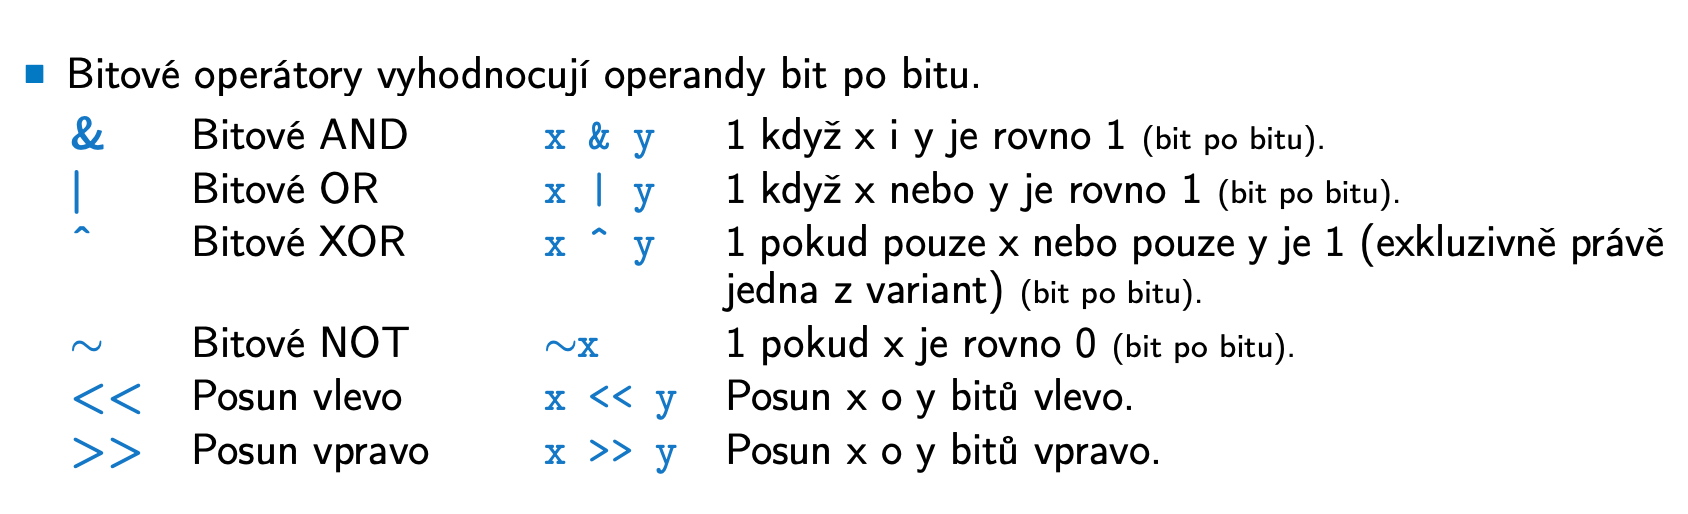 Bitové operátory vyhodnocují operandy bit po bitu.
& Bitové AND x & y 1 když x i y je rovno 1 (bit po bitu).
| Bitové OR x | y 1 když x nebo y je rovno 1 (bit po bitu).
^ Bitové XOR x ^ y 1 pokud pouze x nebo pouze y je 1 (exkluzivně právě
jedna z variant) (bit po bitu).
~ Bitové NOT ~x 1 pokud x je rovno 0 (bit po bitu).
<< Posun vlevo x << y Posun x o y bitů vlevo.
>> Posun vpravo x >> y Posun x o y bitů vpravo.